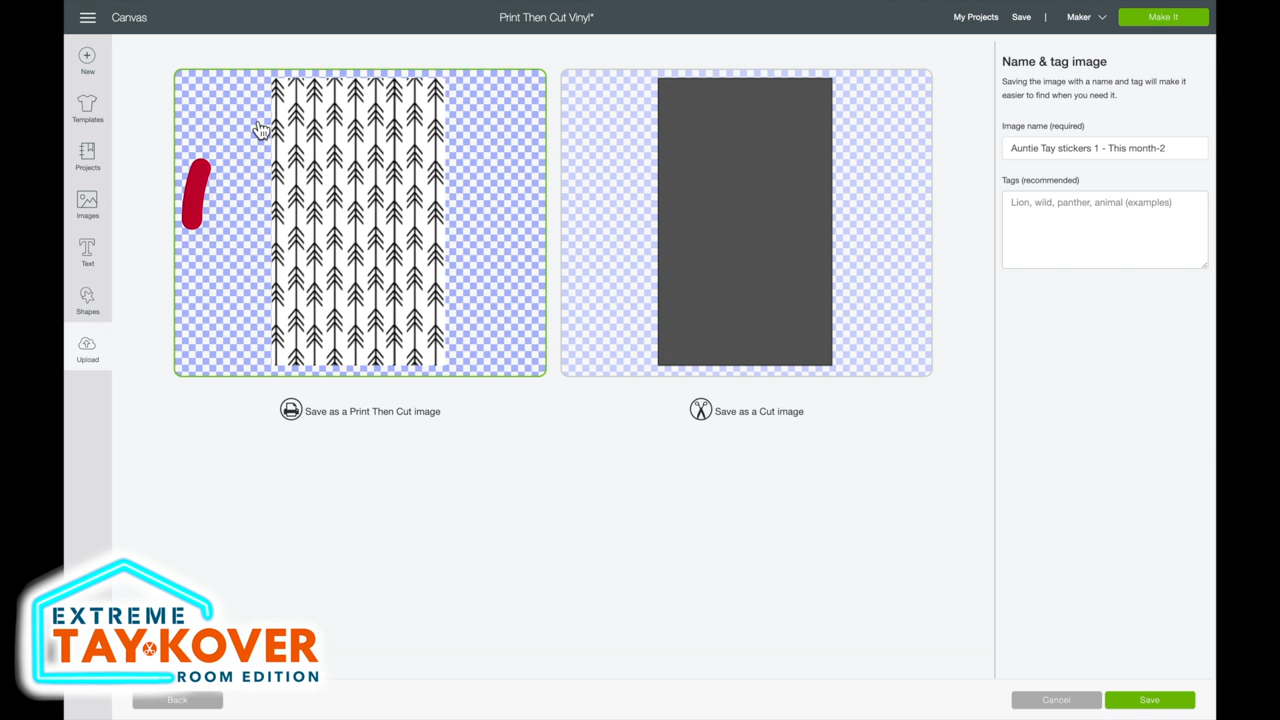 Canvas
Print Then Cut Vinyl*
My Projects
Save
|
Maker
Make It
New
Templates
Projects
Images
Text
Shapes
Upload
Save as a Print Then Cut image
Save as a Cut image
Name & tag image
Saving the image with a name and tag will make it
easier to find when you need it.
Image name (required)
Auntie Tay stickers 1 - This month-2
Tags (recommended)
Lion, wild, panther, animal (examples)
EXTREME
TAY KOVER
ROOM EDITION
Back
Cancel
Save